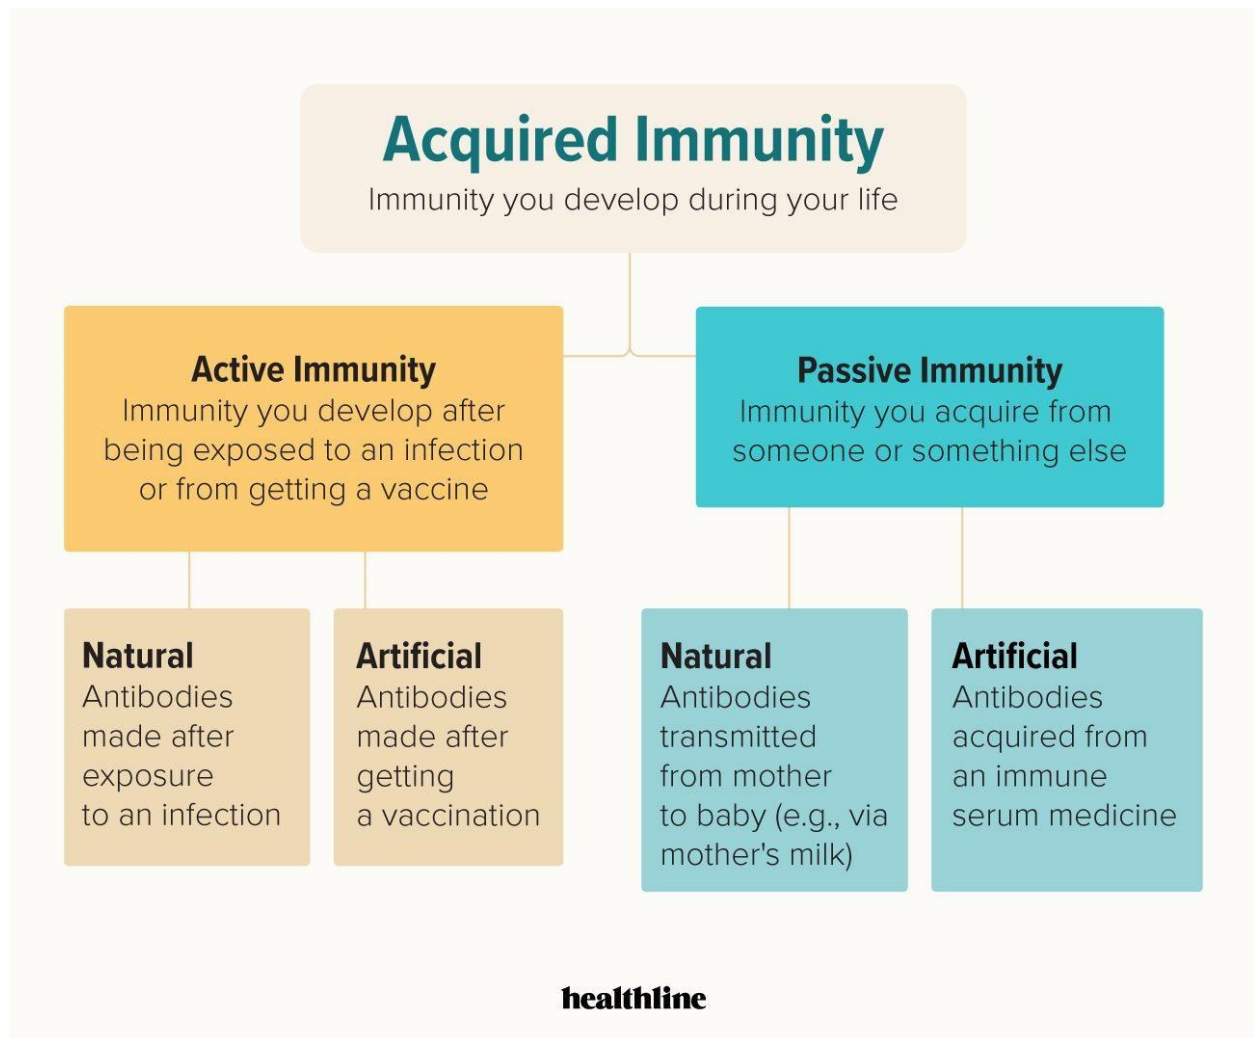 Acquired Immunity
Immunity you develop during your life
Active Immunity
Immunity you develop after
being exposed to an infection
or from getting a vaccine
Passive Immunity
Immunity you acquire from
someone or something else
Natural
Antibodies
made after
exposure
to an infection
Artificial
Antibodies
made after
getting
a vaccination
Natural
Antibodies
transmitted
from mother
to baby (e.g., via
mother's milk)
Artificial
Antibodies
acquired from
an immune
serum medicine
healthline